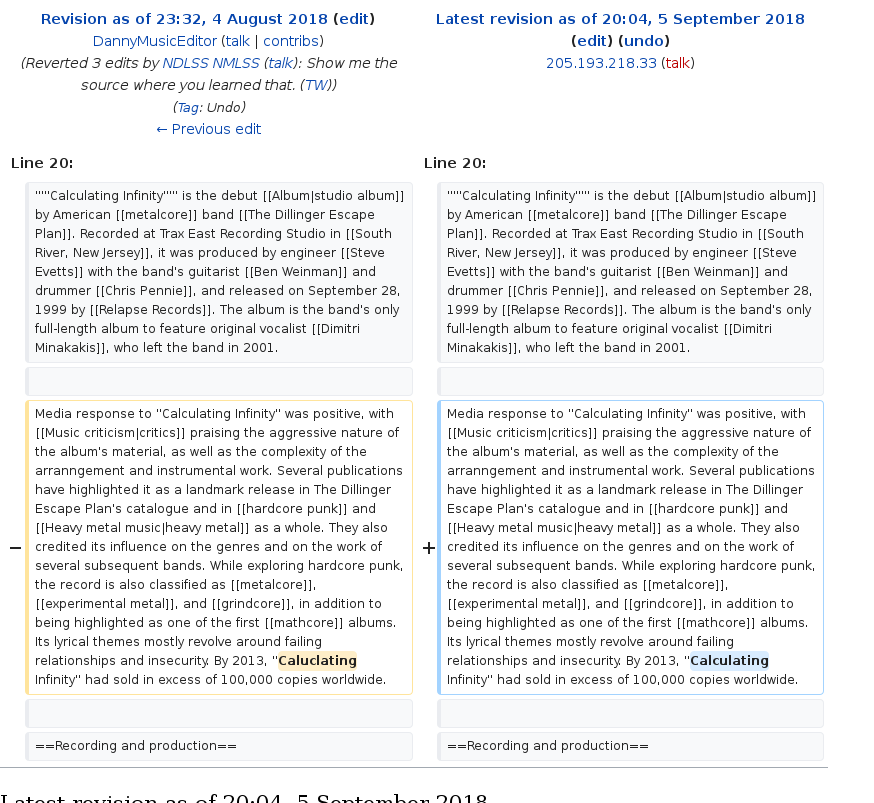 Revision as of 23:32, 4 August 2018 (edit)
DannyMusicEditor (talk | contribs)
(Reverted 3 edits by NDLSS NMLSS (talk): Show me the
source where you learned that. (TW))
(Tag: Undo)
← Previous edit
Latest revision as of 20:04, 5 September 2018
(edit) (undo)
205.193.218.33 (talk)
Line 20:
Line 20:
'''''Calculating Infinity''''' is the debut [[Album|studio album]]
by American [[metalcore]] band [[The Dillinger Escape
Plan]]. Recorded at Trax East Recording Studio in [[South
River, New Jersey]], it was produced by engineer [[Steve
Evetts]] with the band's guitarist [[Ben Weinman]] and
drummer [[Chris Pennie]], and released on September 28,
1999 by [[Relapse Records]]. The album is the band's only
full-length album to feature original vocalist [[Dimitri
Minakakis]], who left the band in 2001.
'''''Calculating Infinity''''' is the debut [[Album|studio album]]
by American [[metalcore]] band [[The Dillinger Escape
Plan]]. Recorded at Trax East Recording Studio in [[South
River, New Jersey]], it was produced by engineer [[Steve
Evetts]] with the band's guitarist [[Ben Weinman]] and
drummer [[Chris Pennie]], and released on September 28,
1999 by [[Relapse Records]]. The album is the band's only
full-length album to feature original vocalist [[Dimitri
Minakakis]], who left the band in 2001.
−
Media response to ''Calculating Infinity'' was positive, with
[[Music criticism|critics]] praising the aggressive nature of
the album's material, as well as the complexity of the
arranngement and instrumental work. Several publications
have highlighted it as a landmark release in The Dillinger
Escape Plan's catalogue and in [[hardcore punk]] and
[[Heavy metal music|heavy metal]] as a whole. They also
credited its influence on the genres and on the work of
several subsequent bands. While exploring hardcore punk,
the record is also classified as [[metalcore]],
[[experimental metal]], and [[grindcore]], in addition to
being highlighted as one of the first [[mathcore]] albums.
Its lyrical themes mostly revolve around failing
relationships and insecurity. By 2013, ''Caluclating
Infinity'' had sold in excess of 100,000 copies worldwide.
+
Media response to ''Calculating Infinity'' was positive, with
[[Music criticism|critics]] praising the aggressive nature of
the album's material, as well as the complexity of the
arranngement and instrumental work. Several publications
have highlighted it as a landmark release in The Dillinger
Escape Plan's catalogue and in [[hardcore punk]] and
[[Heavy metal music|heavy metal]] as a whole. They also
credited its influence on the genres and on the work of
several subsequent bands. While exploring hardcore punk,
the record is also classified as [[metalcore]],
[[experimental metal]], and [[grindcore]], in addition to
being highlighted as one of the first [[mathcore]] albums.
Its lyrical themes mostly revolve around failing
relationships and insecurity. By 2013, ''Calculating
Infinity'' had sold in excess of 100,000 copies worldwide.
==Recording and production==
==Recording and production==
Latest revision as of 20:04, 5 September 2018